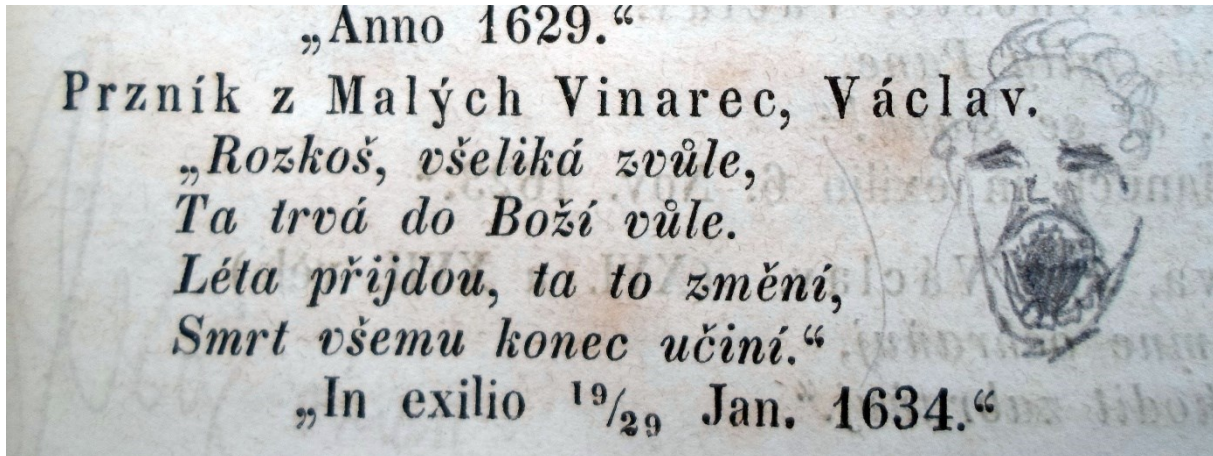 „Anno 1629.“
Przník z Malých Vinarec, Václav.
„Rozkoš, všeliká zvůle,
Ta trvá do Boží vůle.
Léta přijdou, ta to změní,
Smrt všemu konec učiní.“
„In exilio 19/29 Jan. 1634.“